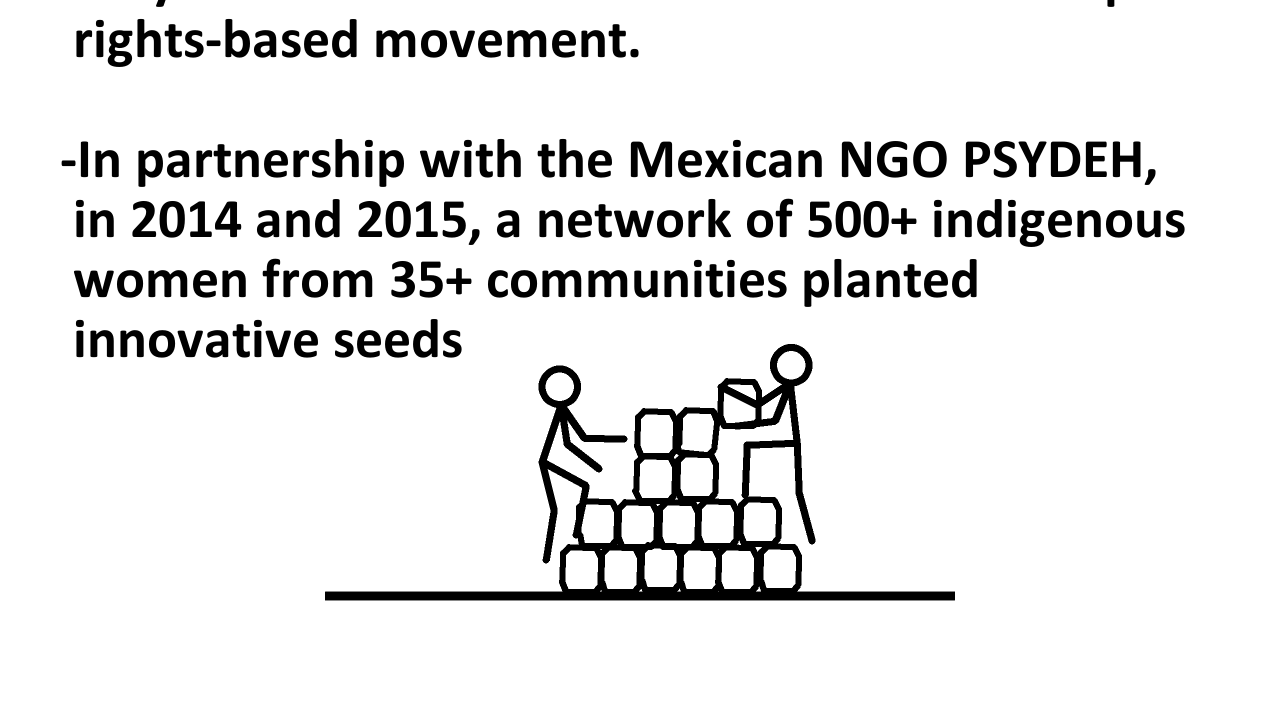 rights-based movement.
-In partnership with the Mexican NGO PSYDEH,
in 2014 and 2015, a network of 500+ indigenous
women from 35+ communities planted
innovative seeds